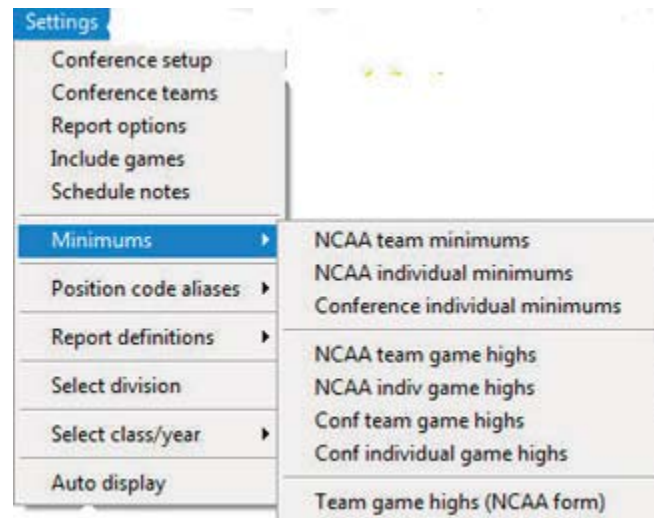 Settings
Conference setup
Conference teams
Report options
Include games
Schedule notes
Minimums
Position code aliases
Report definitions
Select division
Select class/year
Auto display
NCAA team minimums
NCAA individual minimums
Conference individual minimums
NCAA team game highs
NCAA indiv game highs
Conf team game highs
Conf individual game highs
Team game highs (NCAA form)